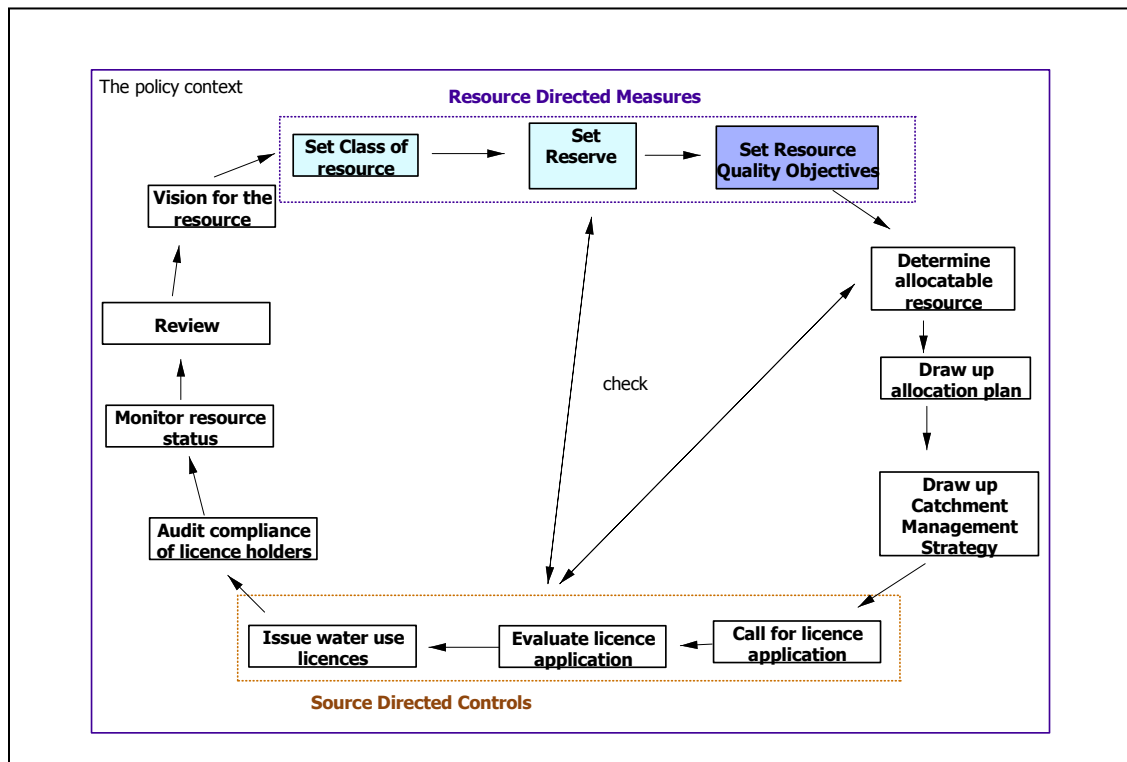 The policy context
Resource Directed Measures
Set Class of
resource
Set
Reserve
Set Resource
Quality Objectives
Vision for the
resource
Determine
allocatable
resource
Review
check
Draw up
allocation plan
Monitor resource
status
Draw up
Catchment
Management
Strategy
Audit compliance
of licence holders
Issue water use
licences
Evaluate licence
application
Call for licence
application
Source Directed Controls